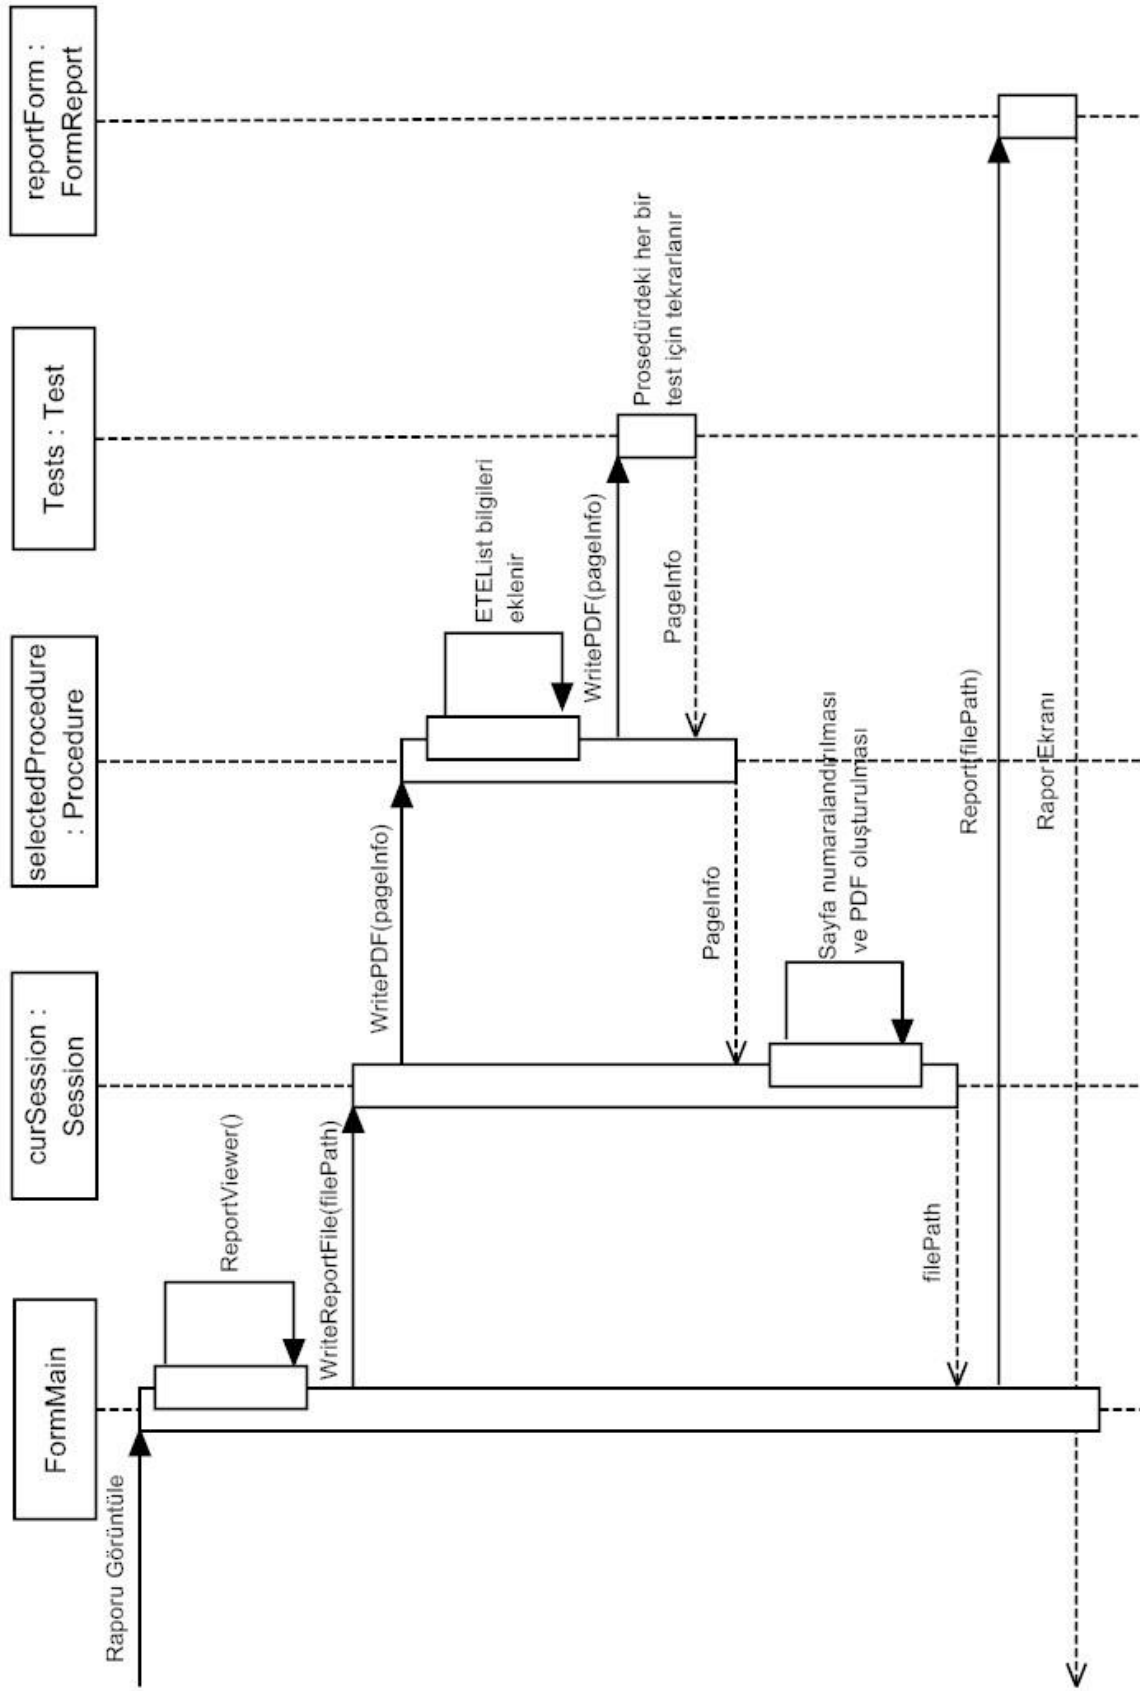 FormMain
curSession :
Session
selectedProcedure
: Procedure
Tests : Test
reportForm :
FormReport
Raporu Görüntüle
ReportViewer()
WriteReportFile(filePath)
WritePDF(pageInfo)
ETEList bilgileri
eklenir
WritePDF(pageInfo)
Prosedürdeki her bir
test için tekrarlanır
PageInfo
PageInfo
Sayfa numaralandırılması
ve PDF oluşturulması
filePath
Report(filePath)
Rapor Ekranı